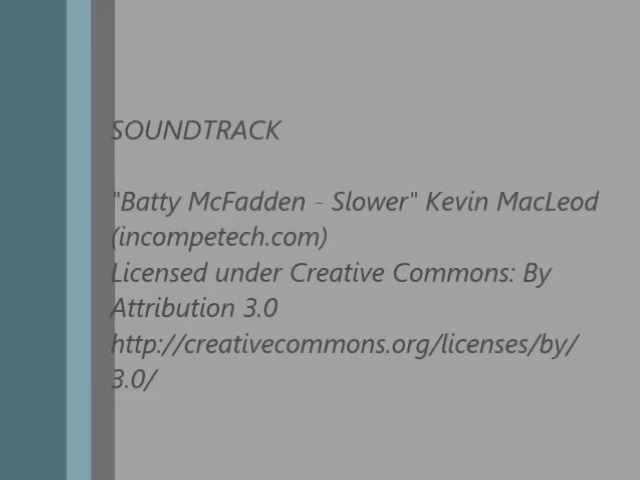 SOUNDTRACK
"Batty McFadden - Slower" Kevin MacLeod
(incompetech.com)
Licensed under Creative Commons: By
Attribution 3.0
http://creativecommons.org/licenses/by/
3.0/